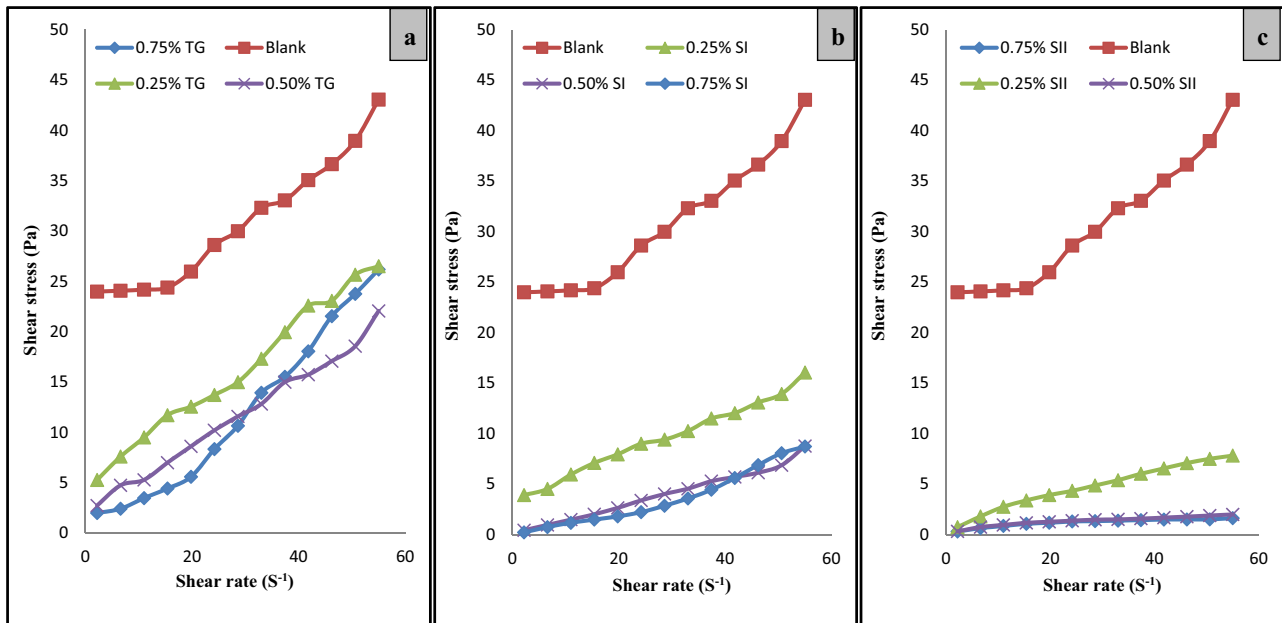 a
0.75% TG Blank
0.25% TG 0.50% TG
50
45
40
35
30
25
20
15
10
5
0
Shear stress (Pa)
0 20 40 60
Shear rate (S⁻¹)
b
Blank 0.25% SI
0.50% SI 0.75% SI
50
45
40
35
30
25
20
15
10
5
0
Shear stress (Pa)
0 20 40 60
Shear rate (S⁻¹)
c
0.75% SII Blank
0.25% SII 0.50% SII
50
45
40
35
30
25
20
15
10
5
0
Shear stress (Pa)
0 20 40 60
Shear rate (S⁻¹)